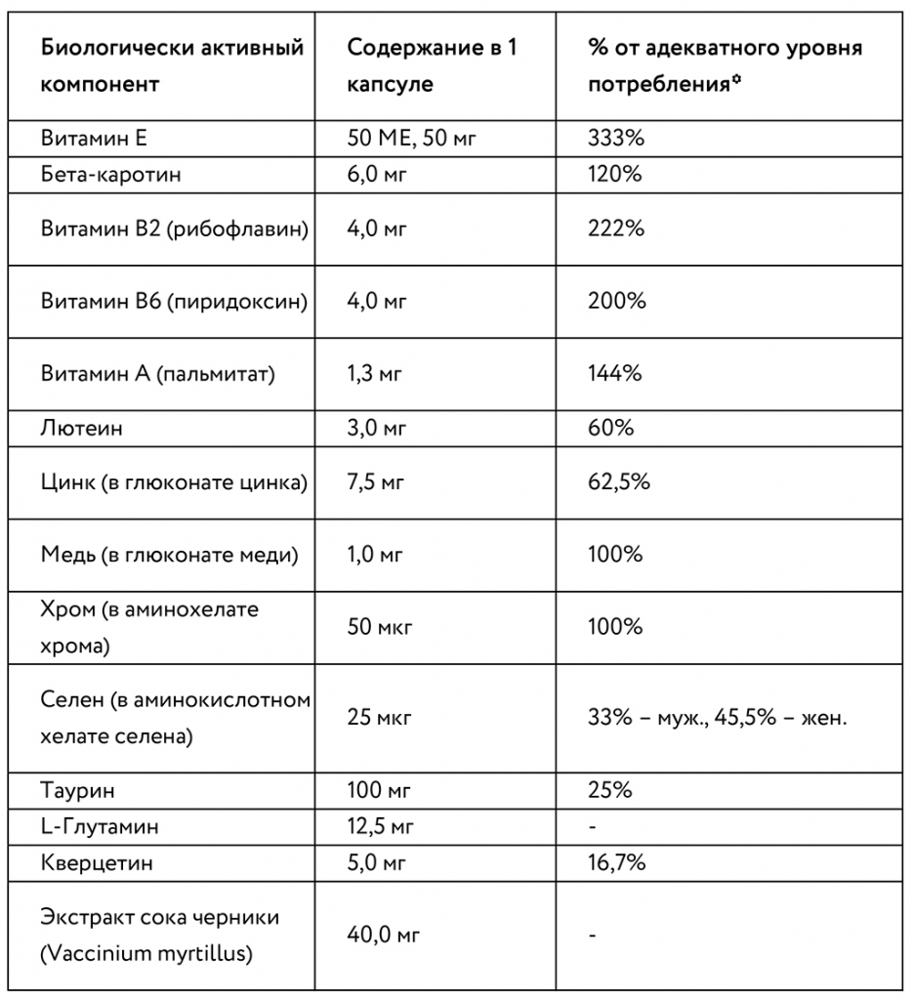 Биологически активный Содержание в 1 % от адекватного уровня
компонент капсуле потребления*
Витамин Е 50 МЕ, 50 мг 333%
Бета-каротин 6,0 мг 120%
Витамин В2 (рибофлавин) 4,0 мг 222%
Витамин В6 (пиридоксин) 4,0 мг 200%
Витамин А (пальмитат) 1,3 мг 144%
Лютеин 3,0 мг 60%
Цинк (в глюконате цинка) 7,5 мг 62,5%
Медь (в глюконате меди) 1,0 мг 100%
Хром (в аминохелате
хрома) 50 мкг 100%
Селен (в аминокислотном
хелате селена) 25 мкг 33% – муж., 45,5% – жен.
Таурин 100 мг 25%
L-Глутамин 12,5 мг -
Кверцетин 5,0 мг 16,7%
Экстракт сока черники
(Vaccinium myrtillus) 40,0 мг -